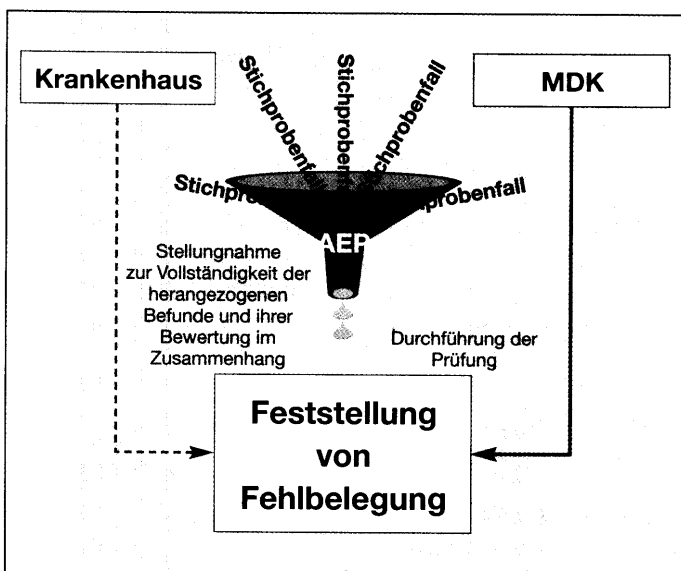 Krankenhaus
MDK
Stichprobenfall
Stichprobenfall
AEP
Stellungnahme
zur Vollständigkeit der
herangezogenen
Befunde und ihrer
Bewertung im
Zusammenhang
Durchführung der
Prüfung
Feststellung
von
Fehlbelegung